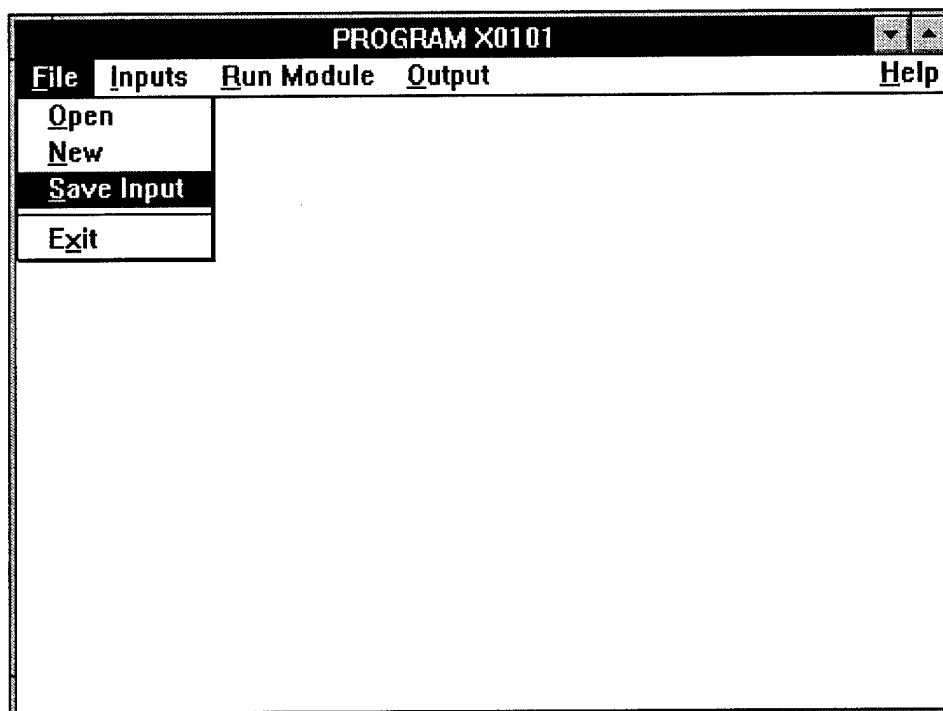 PROGRAM X0101
File Inputs Run Module Output Help
Open
New
Save Input
Exit